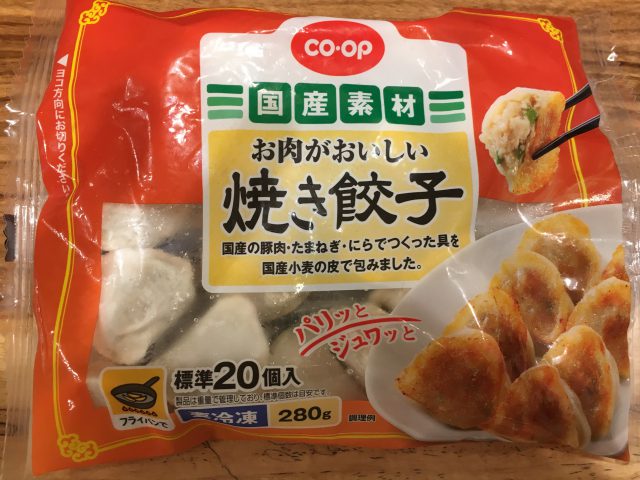 co·op
国産素材
お肉がおいしい
焼き餃子
国産の豚肉・たまねぎ・にらでつくった具を
国産小麦の皮で包みました。
◀ヨコ方向にお切りください
パリッと
ジュワッと
標準20個入
製品は重量で管理しており、標準個数は目安です。
フライパンで
冷凍
280g
調理例